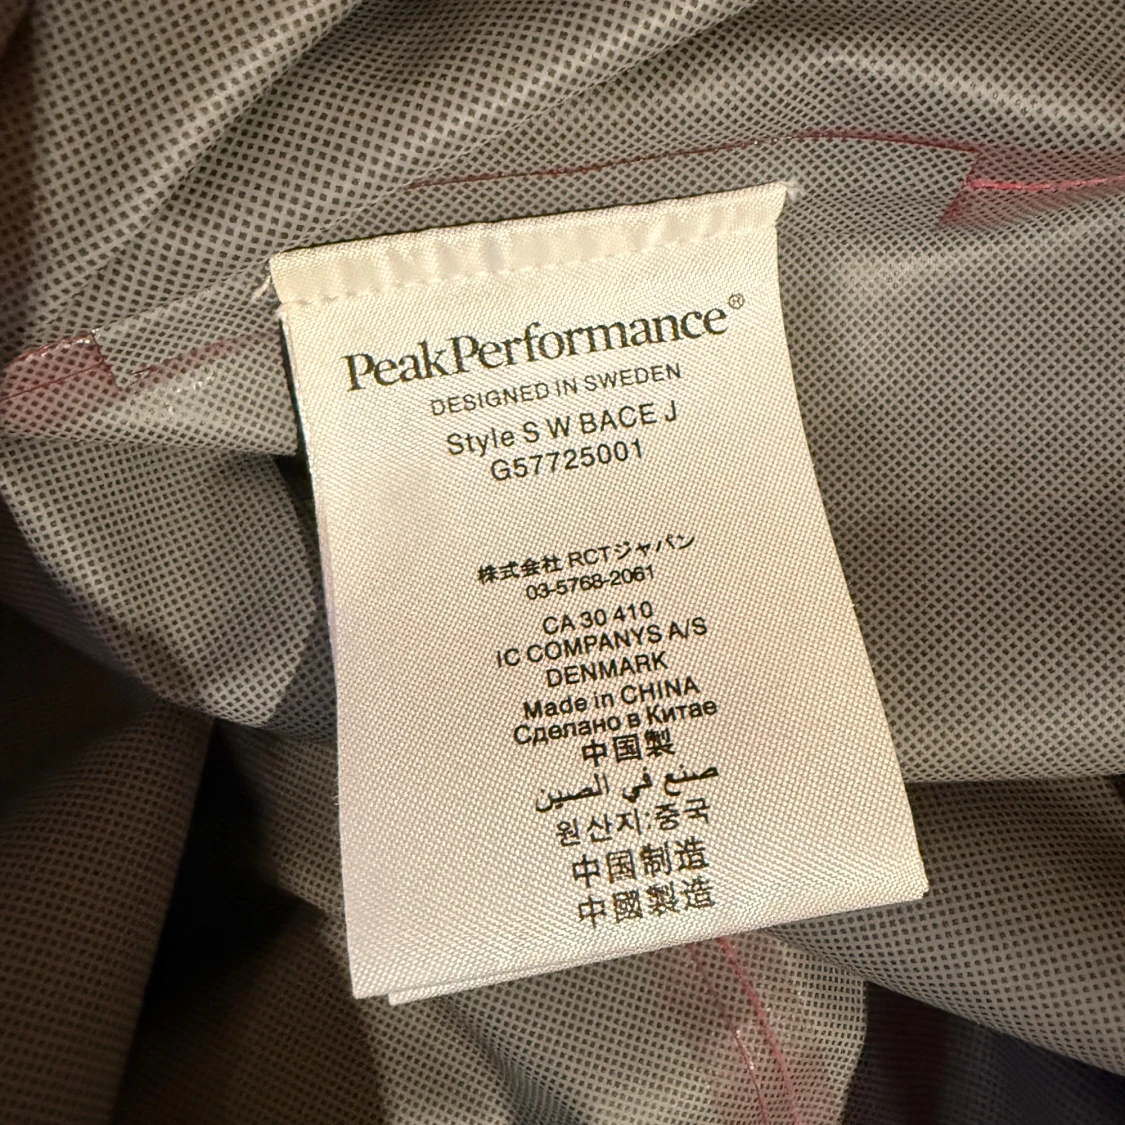 PeakPerformance®
DESIGNED IN SWEDEN
Style S W BACE J
G57725001
株式会社 RCTジャパン
03-5768-2061
CA 30 410
IC COMPANYS A/S
DENMARK
Made in CHINA
Сделано в Китае
中国製
صنع في الصين
원산지:중국
中国制造
中國製造